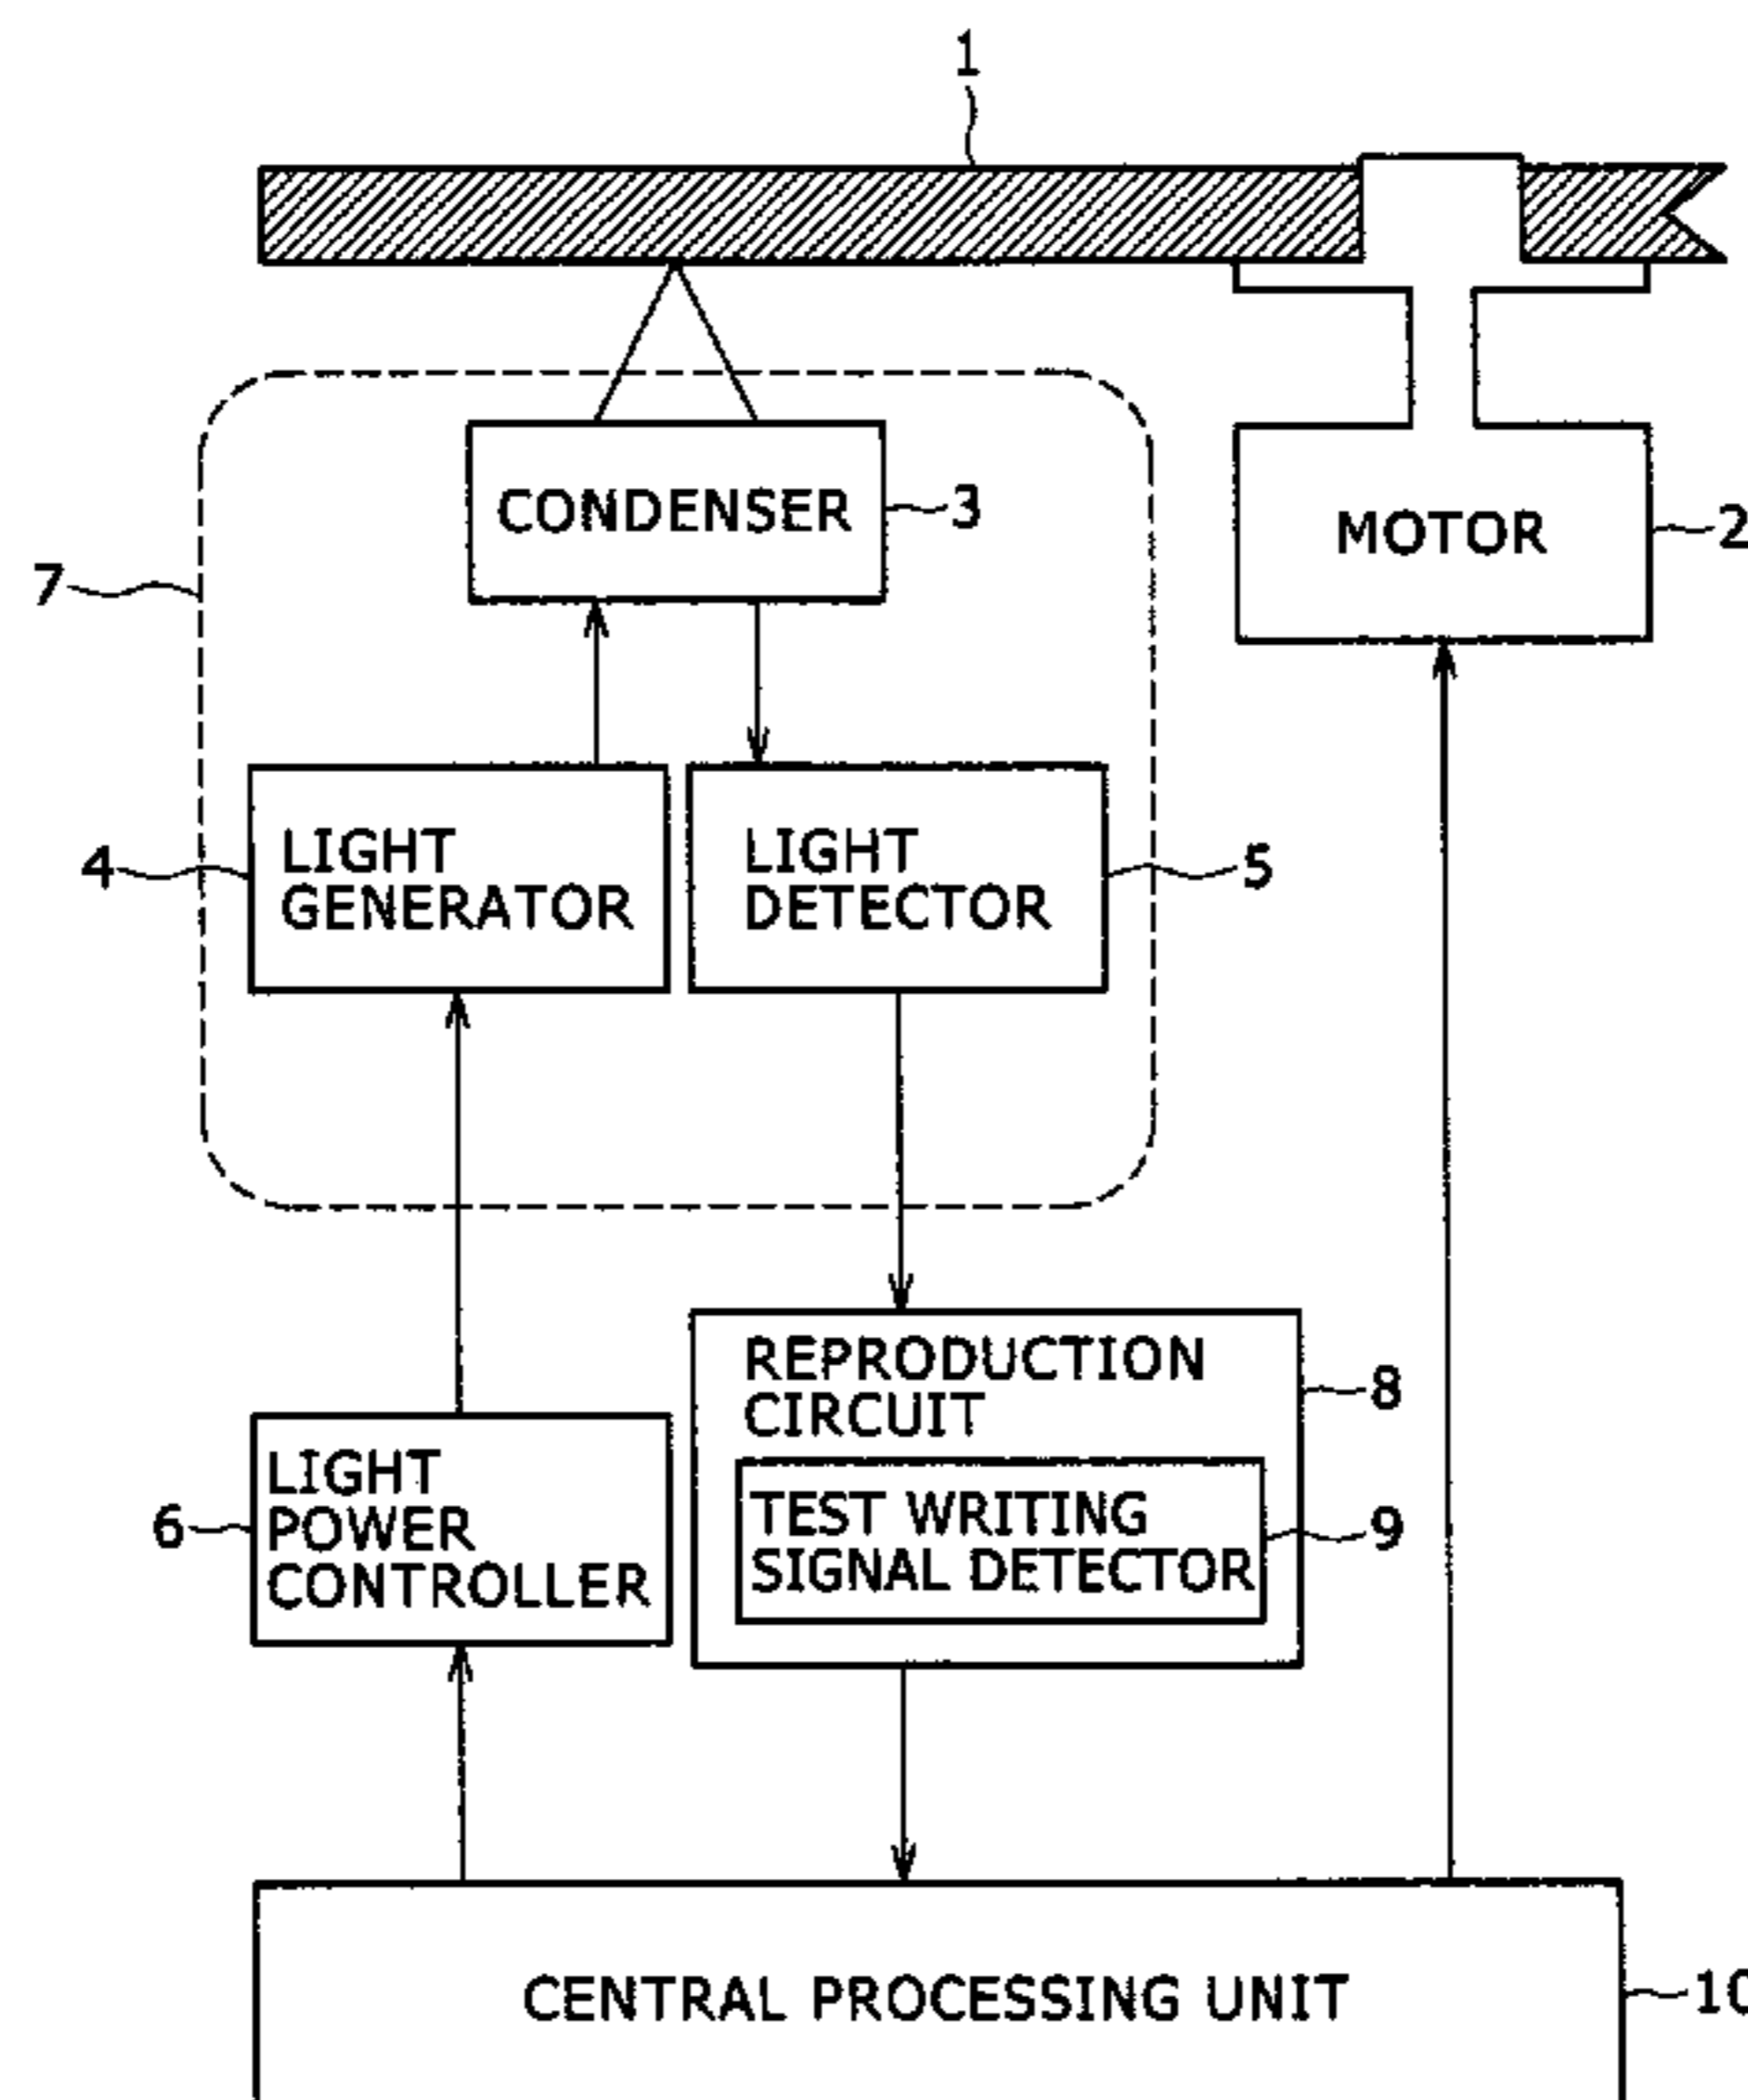 1
CONDENSER
3
MOTOR
2
7
4
LIGHT
GENERATOR
LIGHT
DETECTOR
5
REPRODUCTION
CIRCUIT
8
6
LIGHT
POWER
CONTROLLER
TEST WRITING
SIGNAL DETECTOR
9
CENTRAL PROCESSING UNIT
10